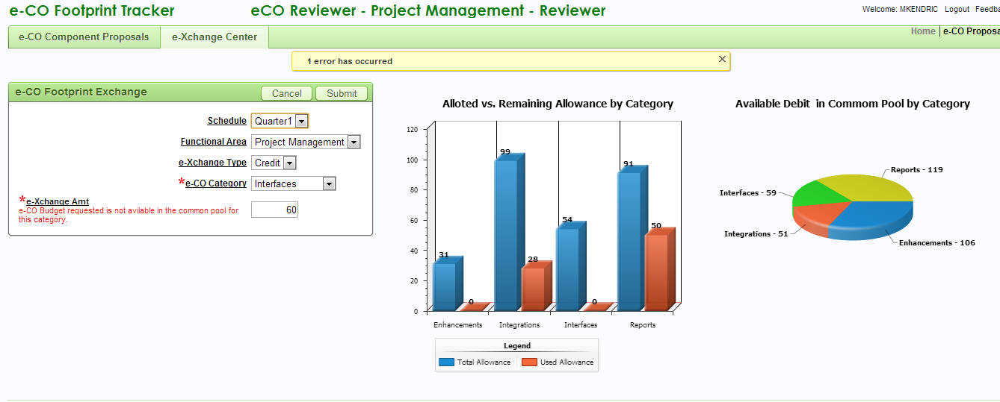 e-CO Footprint Tracker
eCO Reviewer - Project Management - Reviewer
Welcome: MKENDRIC Logout Feedba
e-CO Component Proposals
e-Xchange Center
Home
e-CO Proposa
1 error has occurred
e-CO Footprint Exchange
Cancel
Submit
Schedule Quarter1
Functional Area Project Management
e-Xchange Type Credit
*e-CO Category Interfaces
*e-Xchange Amt
60
e-CO Budget requested is not avilable in the common pool for
this category.
Alloted vs. Remaining Allowance by Category
120
100
80
60
40
20
0
31
0
99
28
54
0
91
50
Enhancements
Integrations
Interfaces
Reports
Legend
Total Allowance
Used Allowance
Available Debit in Commom Pool by Category
Reports - 119
Interfaces - 59
Integrations - 51
Enhancements - 106